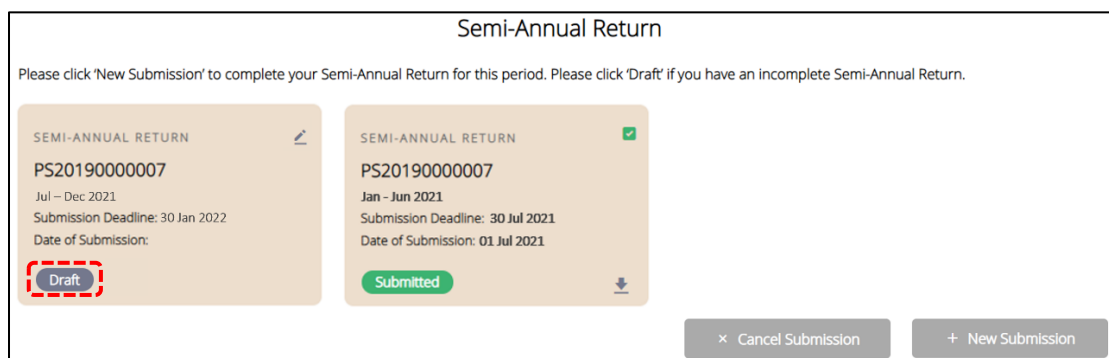 Semi-Annual Return
Please click ‘New Submission’ to complete your Semi-Annual Return for this period. Please click ‘Draft’ if you have an incomplete Semi-Annual Return.
SEMI-ANNUAL RETURN
PS20190000007
Jul – Dec 2021
Submission Deadline: 30 Jan 2022
Date of Submission:
Draft
SEMI-ANNUAL RETURN
PS20190000007
Jan - Jun 2021
Submission Deadline: 30 Jul 2021
Date of Submission: 01 Jul 2021
Submitted
× Cancel Submission
+ New Submission